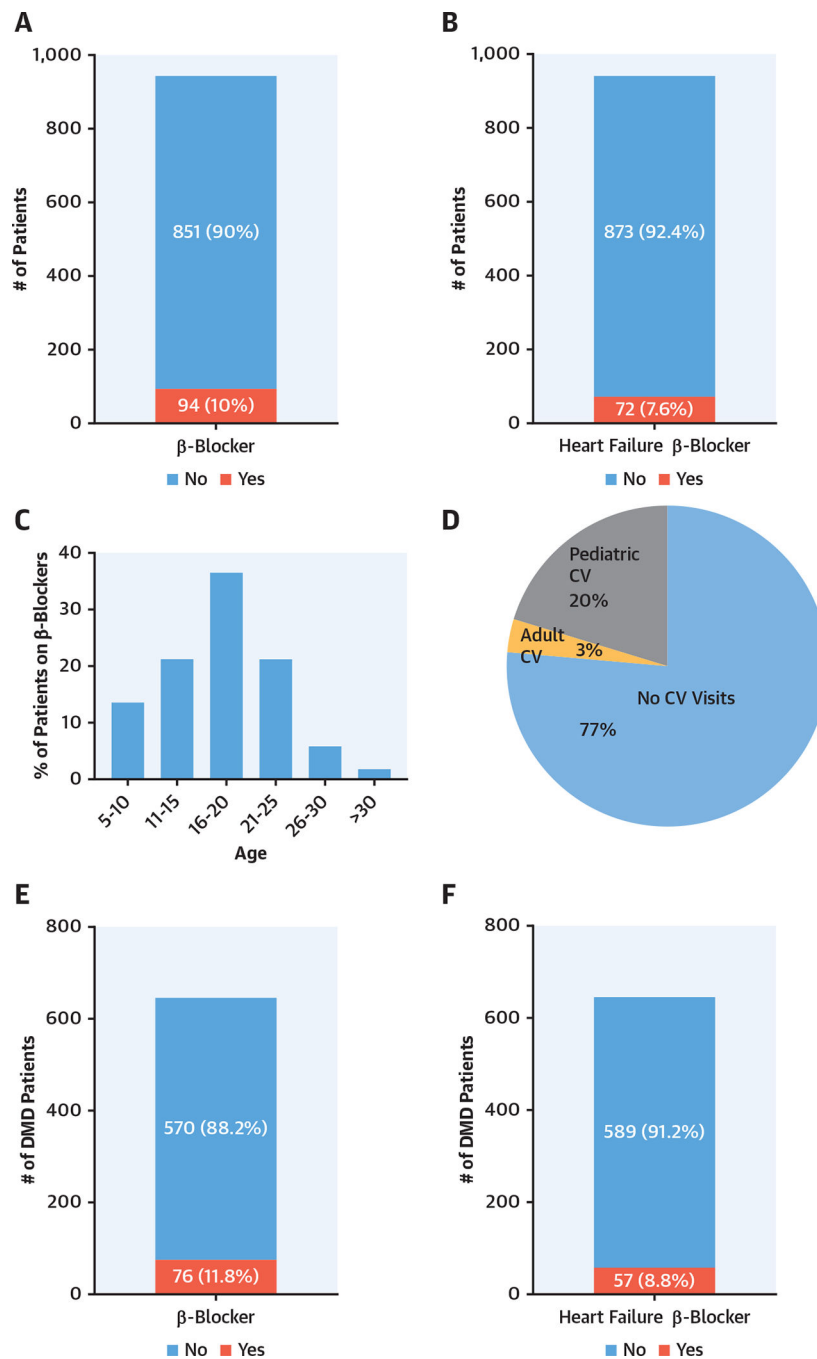 A
# of Patients
1,000
800
600
400
200
0
851 (90%)
94 (10%)
β-Blocker
No Yes
B
# of Patients
1,000
800
600
400
200
0
873 (92.4%)
72 (7.6%)
Heart Failure β-Blocker
No Yes
C
% of Patients on β-Blockers
40
30
20
10
0
5-10
11-15
16-20
21-25
26-30
>30
Age
D
Pediatric
CV
20%
Adult
CV
3%
No CV Visits
77%
E
# of DMD Patients
800
600
400
200
0
570 (88.2%)
76 (11.8%)
β-Blocker
No Yes
F
# of DMD Patients
800
600
400
200
0
589 (91.2%)
57 (8.8%)
Heart Failure β-Blocker
No Yes